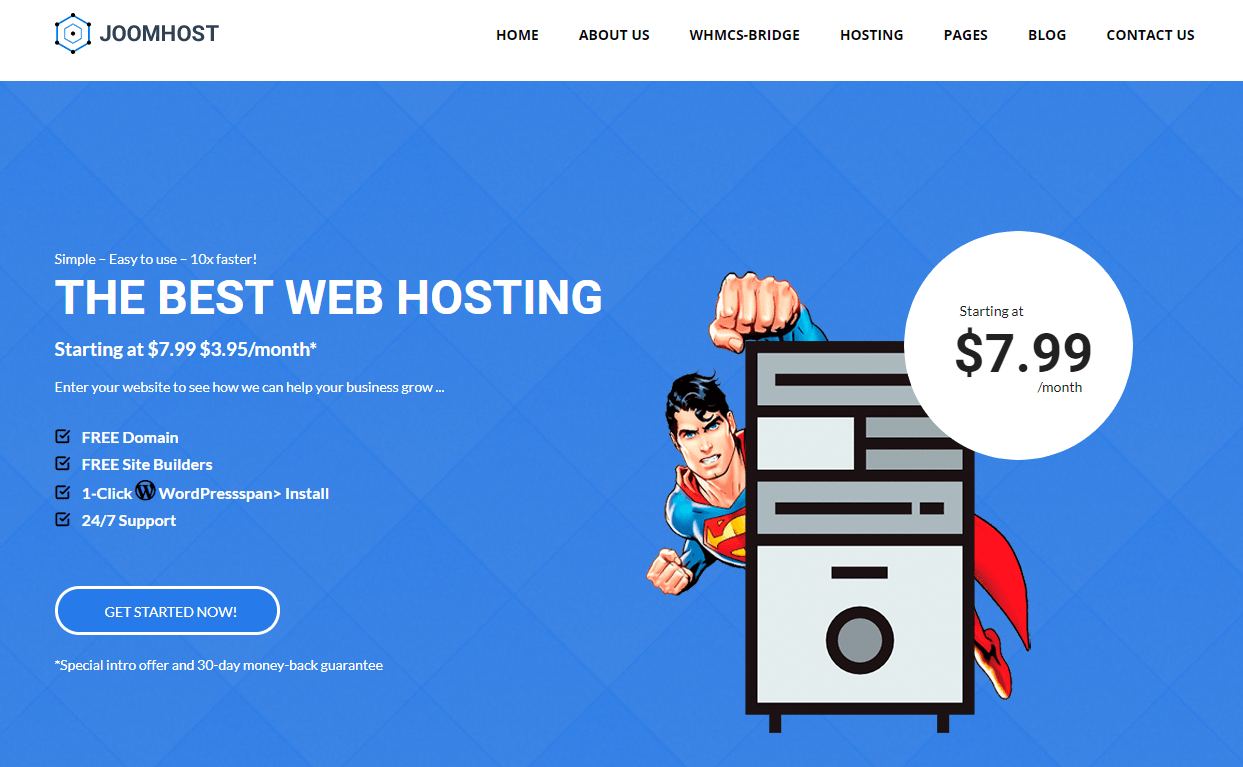 JOOMHOST
HOME ABOUT US WHMCS-BRIDGE HOSTING PAGES BLOG CONTACT US
Simple – Easy to use – 10x faster!
THE BEST WEB HOSTING
Starting at $7.99 $3.95/month*
Enter your website to see how we can help your business grow ...
FREE Domain
FREE Site Builders
1-Click WordPressspan> Install
24/7 Support
GET STARTED NOW!
*Special intro offer and 30-day money-back guarantee
Starting at
$7.99
/month